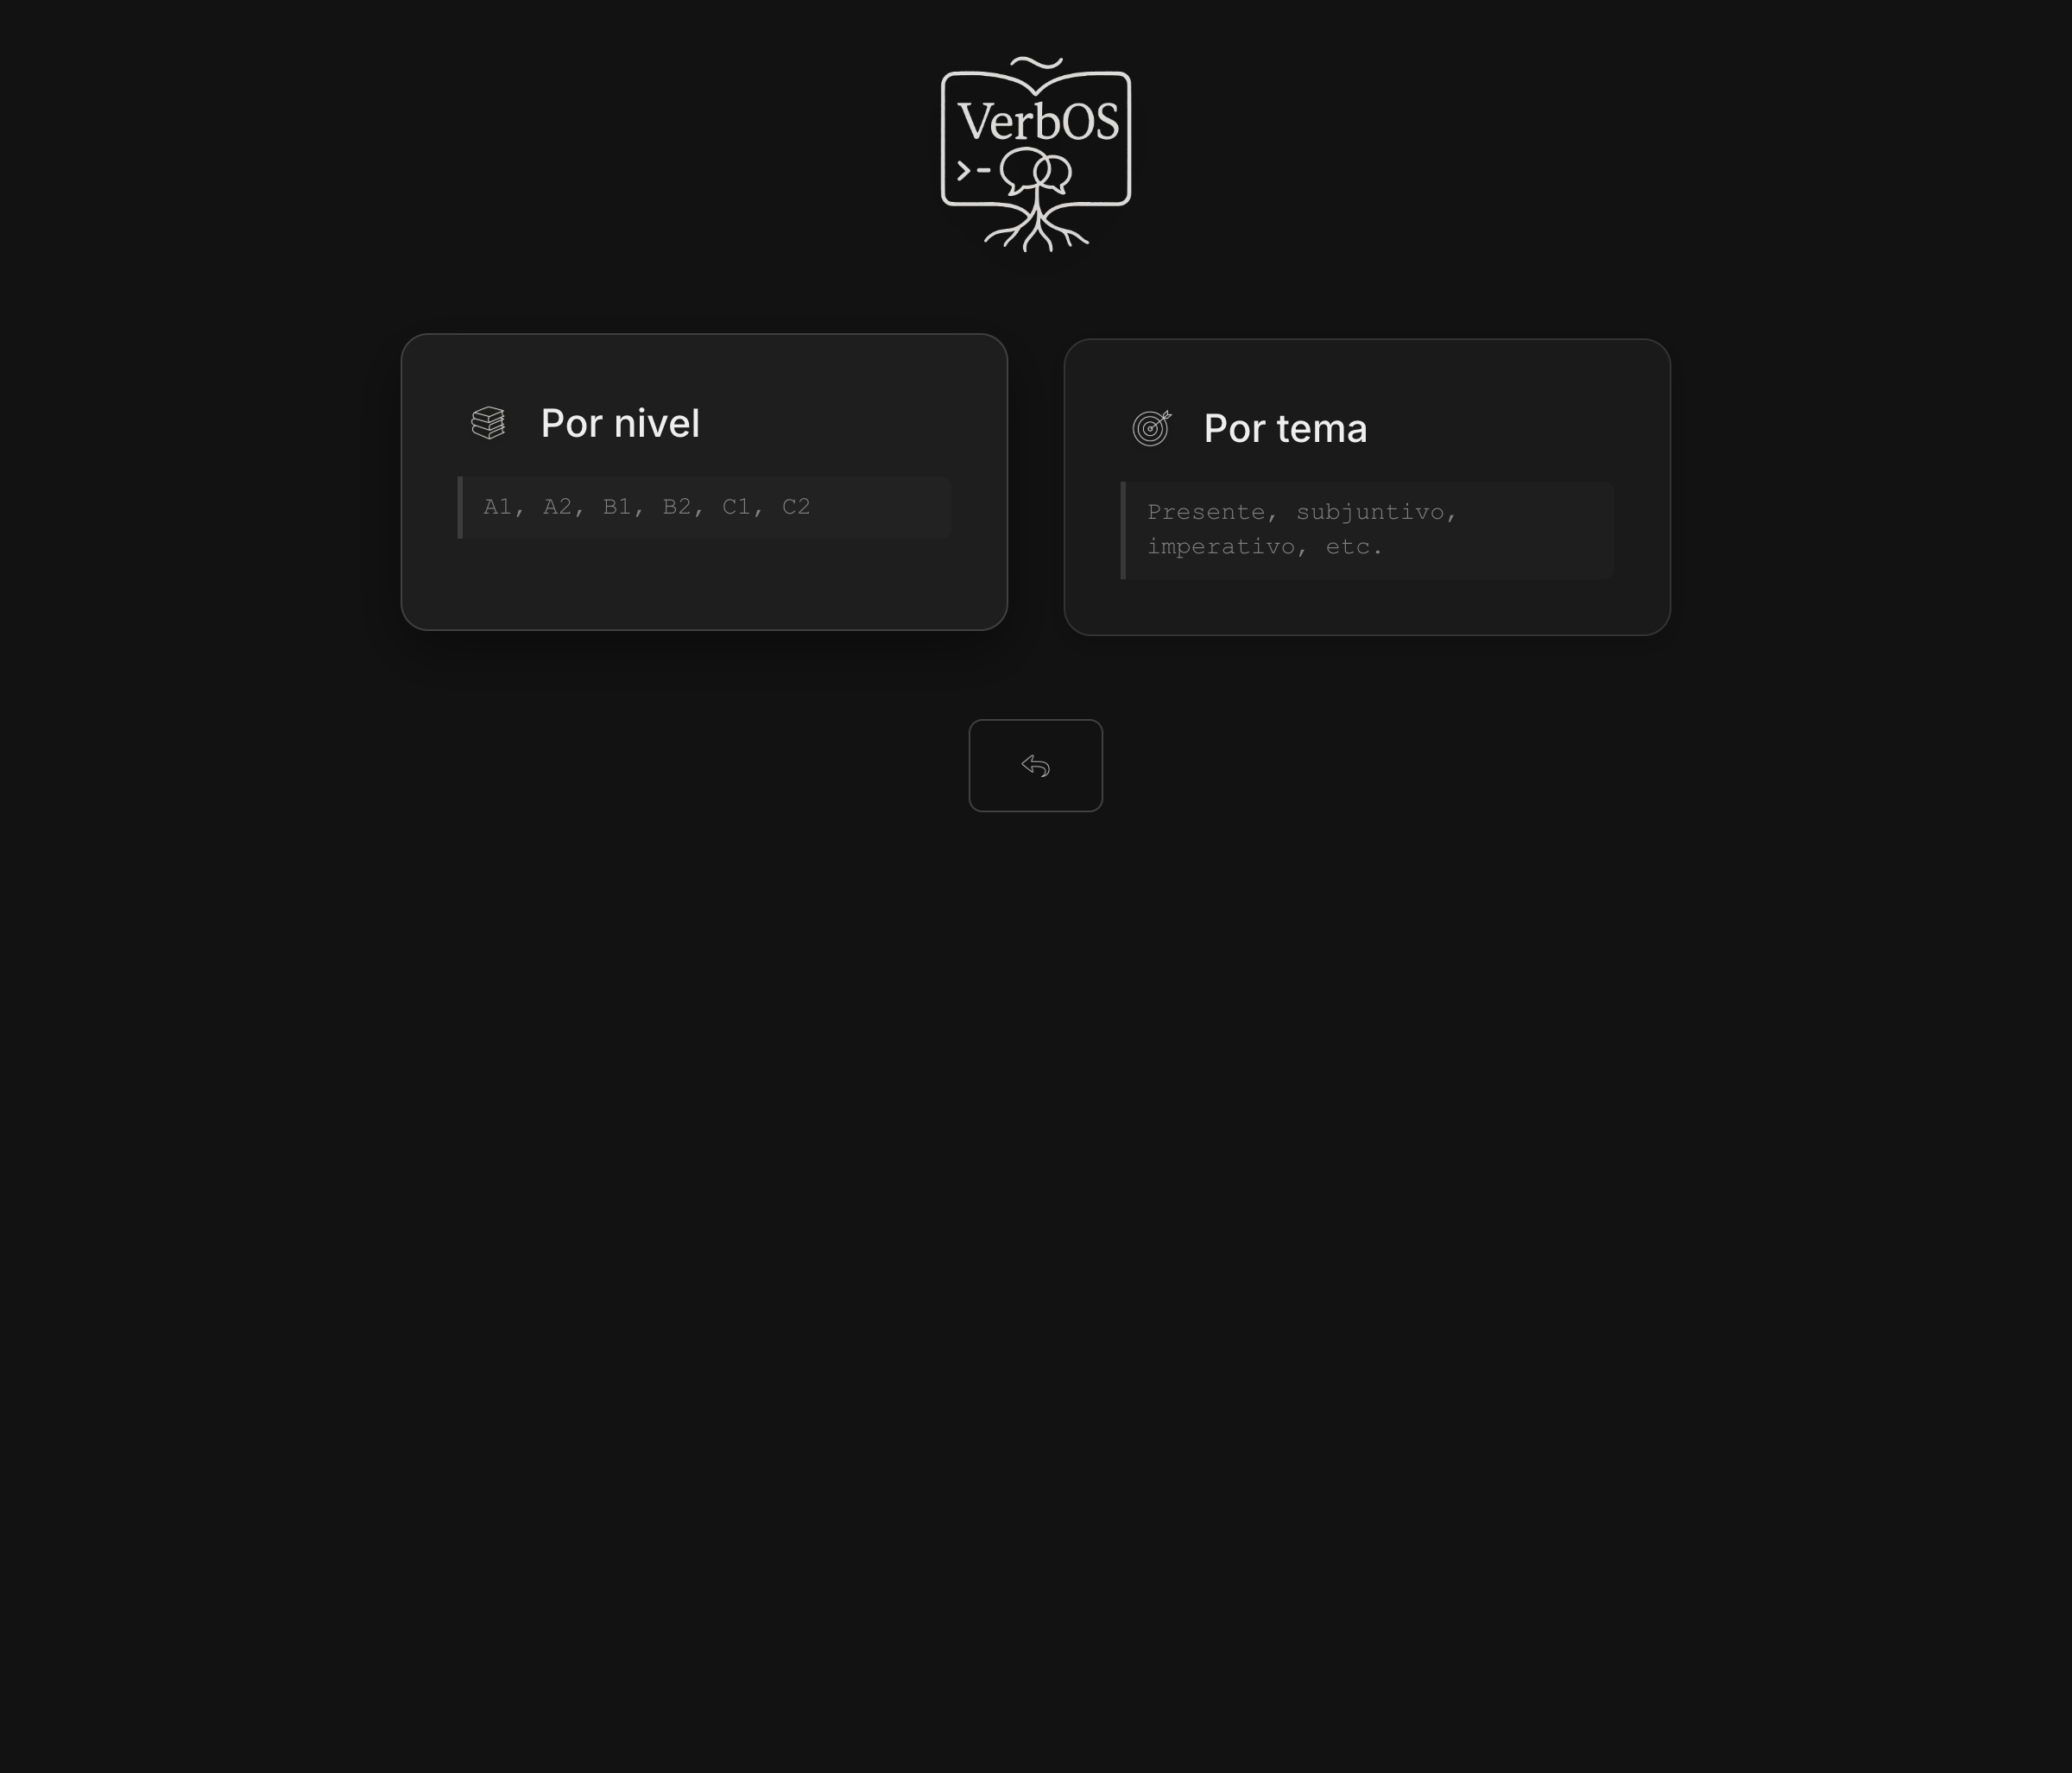 VerbOS
>-
Por nivel
A1, A2, B1, B2, C1, C2
Por tema
Presente, subjuntivo,
imperativo, etc.